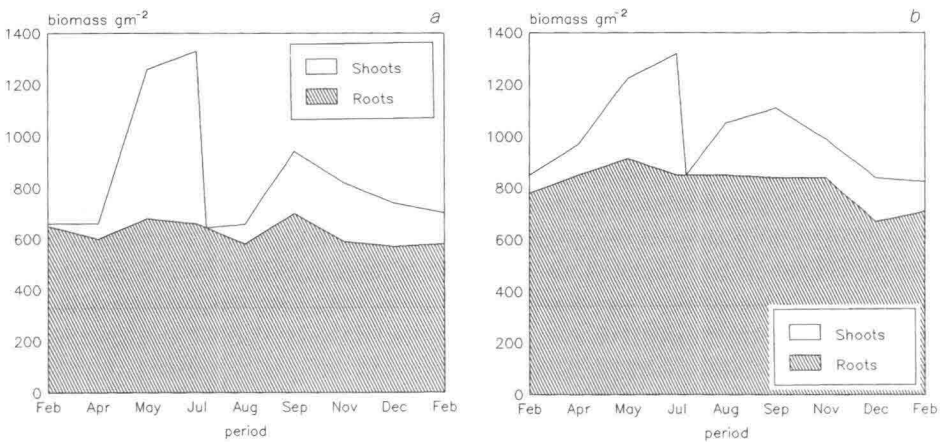 biomass gm⁻² a
1400
1200
1000
800
600
400
200
0
Shoots
Roots
Feb Apr May Jul Aug Sep Nov Dec Feb
period
biomass gm⁻² b
1400
1200
1000
800
600
400
200
0
Shoots
Roots
Feb Apr May Jul Aug Sep Nov Dec Feb
period